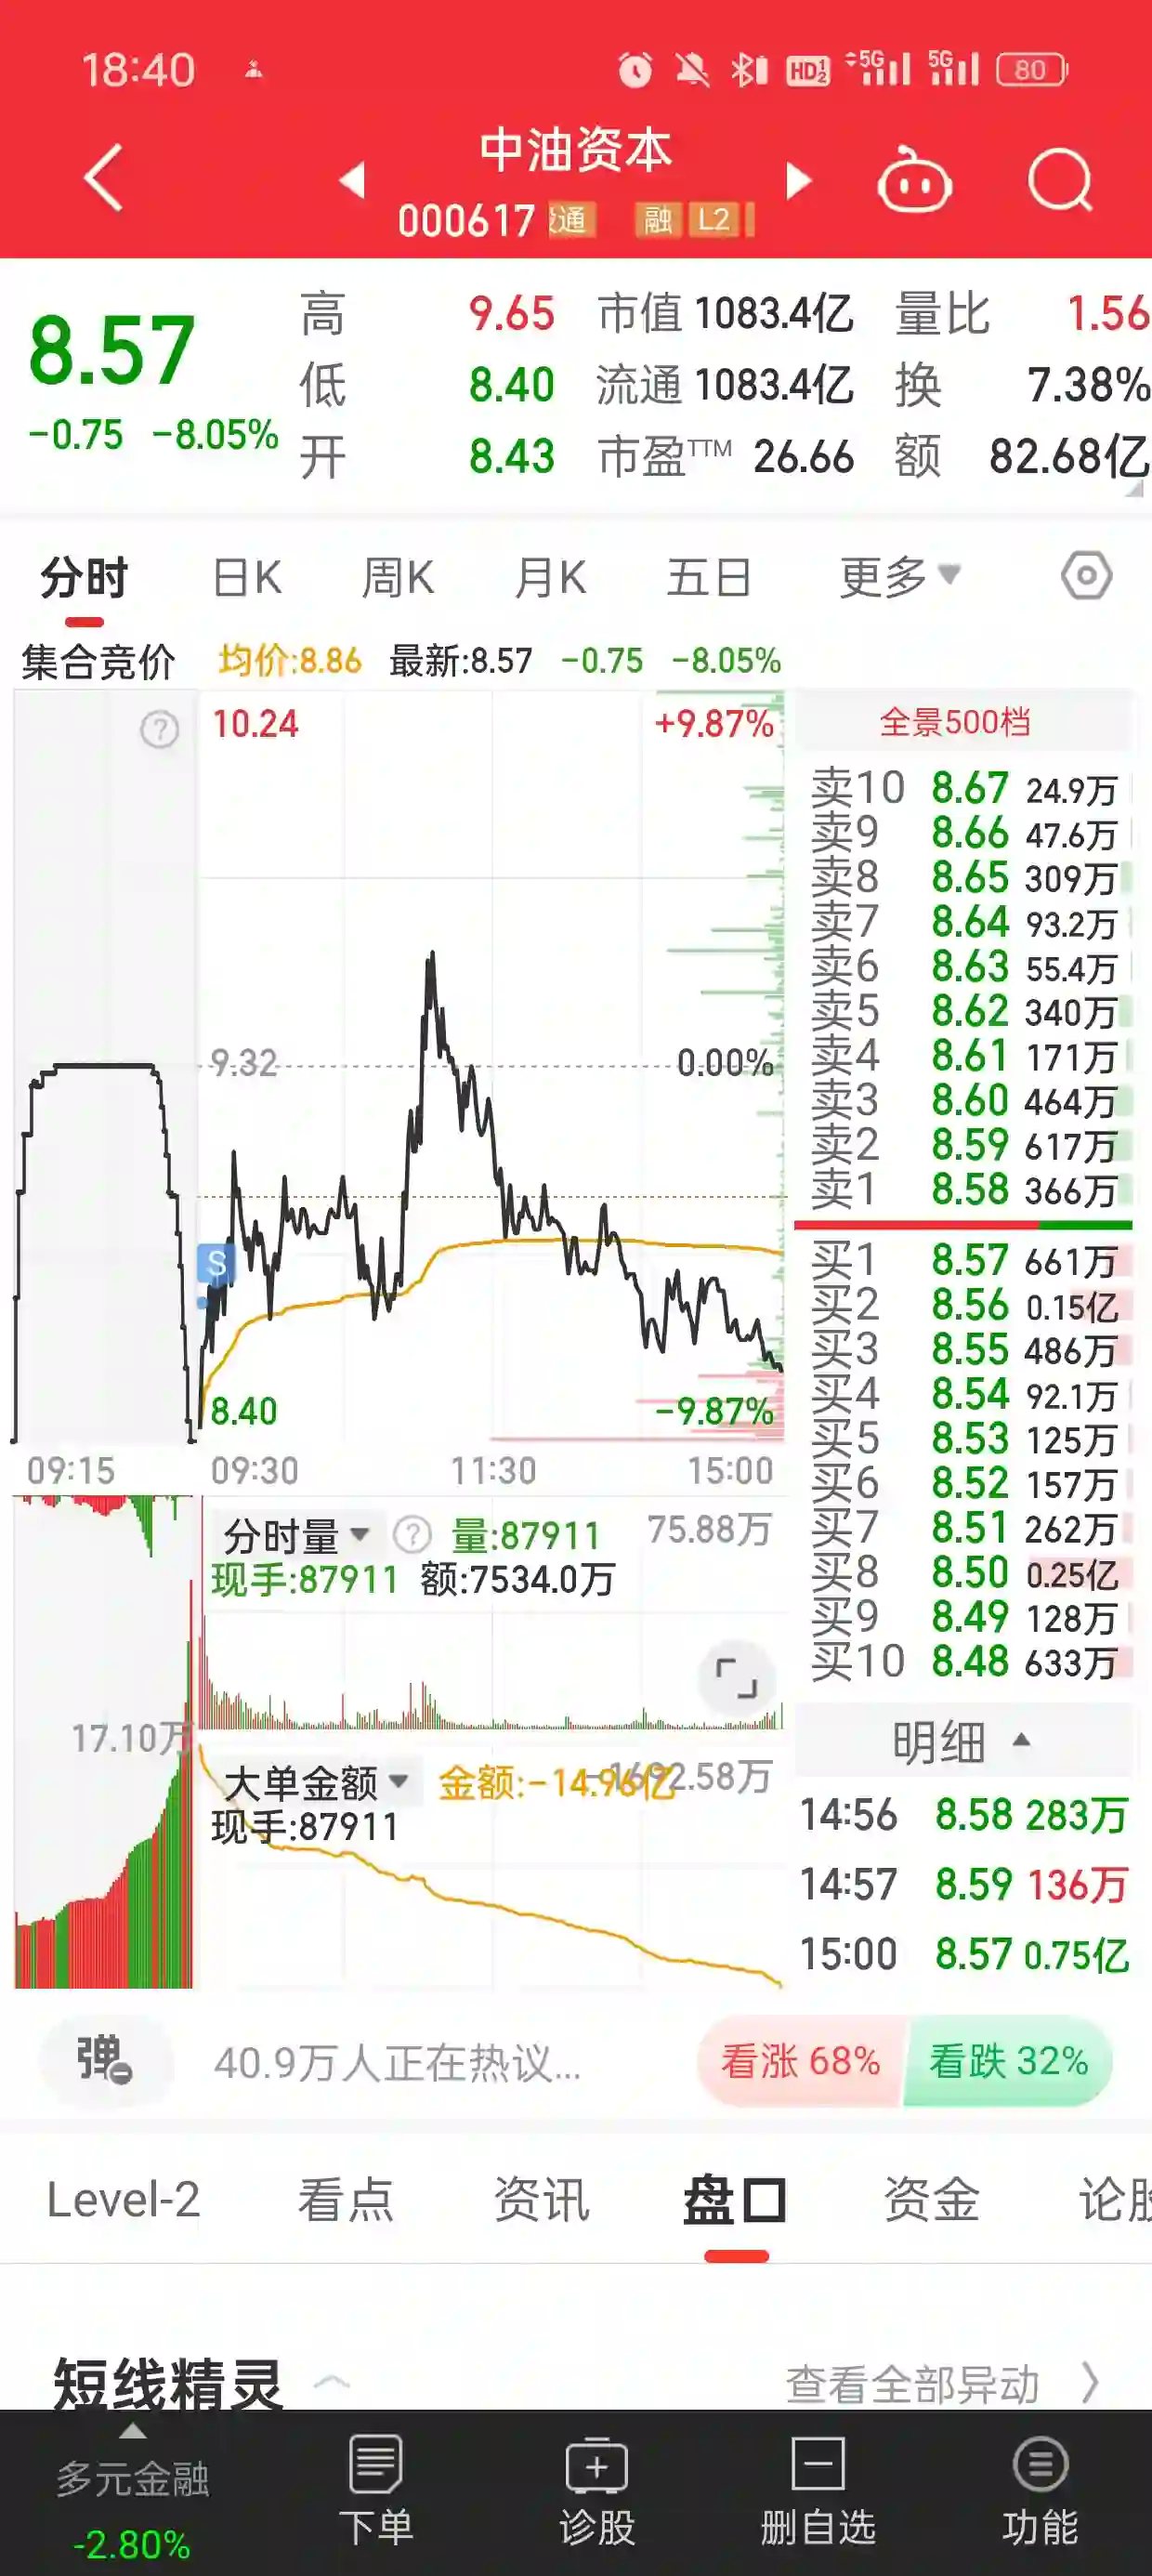 18:40 HD 1 2 5G 5G 80
中油资本
000617 通 融 L2
8.57 高 9.65 市值 1083.4亿 量比 1.56
-0.75 -8.05% 低 8.40 流通 1083.4亿 换 7.38%
开 8.43 市盈TTM 26.66 额 82.68亿
分时 日K 周K 月K 五日 更多
集合竞价 均价:8.86 最新:8.57 -0.75 -8.05%
10.24 +9.87%
9.32 0.00%
S
8.40 -9.87%
09:15 09:30 11:30 15:00
全景500档
卖10 8.67 24.9万
卖9 8.66 47.6万
卖8 8.65 309万
卖7 8.64 93.2万
卖6 8.63 55.4万
卖5 8.62 340万
卖4 8.61 171万
卖3 8.60 464万
卖2 8.59 617万
卖1 8.58 366万
买1 8.57 661万
买2 8.56 0.15亿
买3 8.55 486万
买4 8.54 92.1万
买5 8.53 125万
买6 8.52 157万
买7 8.51 262万
买8 8.50 0.25亿
买9 8.49 128万
买10 8.48 633万
分时量 ? 量:87911 75.88万
现手:87911 额:7534.0万
17.10万
大单金额 金额:-14.96亿 -1692.58万
现手:87911
明细
14:56 8.58 283万
14:57 8.59 136万
15:00 8.57 0.75亿
弹 40.9万人正在热议... 看涨 68% 看跌 32%
Level-2 看点 资讯 盘口 资金 论股
短线精灵 查看全部异动
多元金融 下单 诊股 删自选 功能
-2.80%